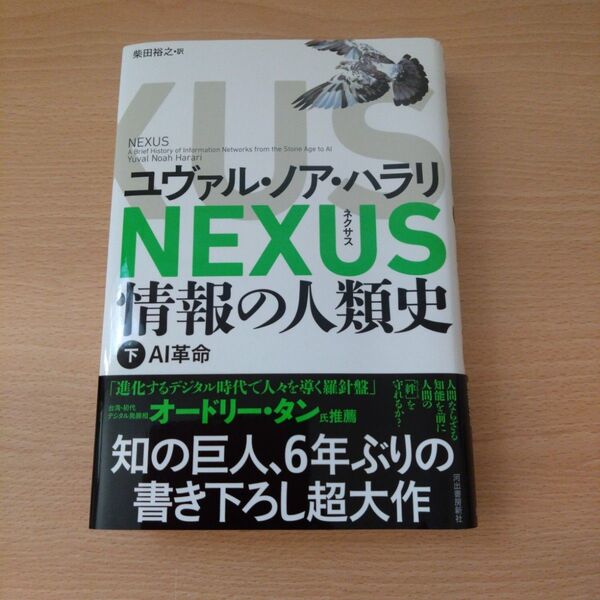 柴田裕之・訳
XUS
NEXUS
A Brief History of Information Networks from the Stone Age to AI
Yuval Noah Harari
ユヴァル・ノア・ハラリ
NEXUS
ネクサス
情報の人類史
下 AI革命
「進化するデジタル時代で人々を導く羅針盤」
台湾・初代
デジタル発展相
オードリー・タン氏推薦
人間ならざる
知能を前に
人間の
「絆」を
守れるか?
知の巨人、6年ぶりの
書き下ろし超大作
河出書房新社